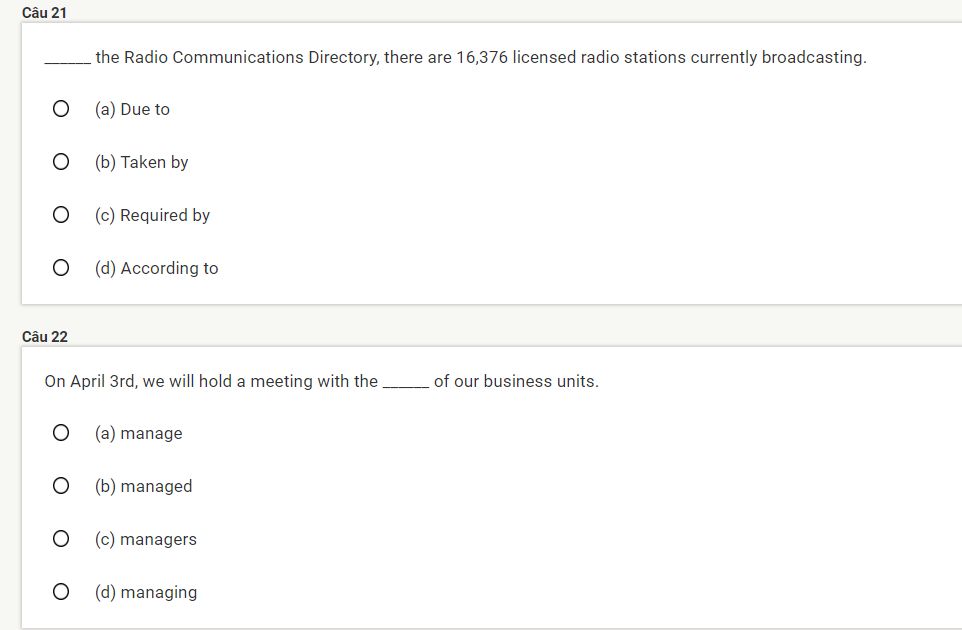 Câu 21
______ the Radio Communications Directory, there are 16,376 licensed radio stations currently broadcasting.
(a) Due to
(b) Taken by
(c) Required by
(d) According to
Câu 22
On April 3rd, we will hold a meeting with the ______ of our business units.
(a) manage
(b) managed
(c) managers
(d) managing